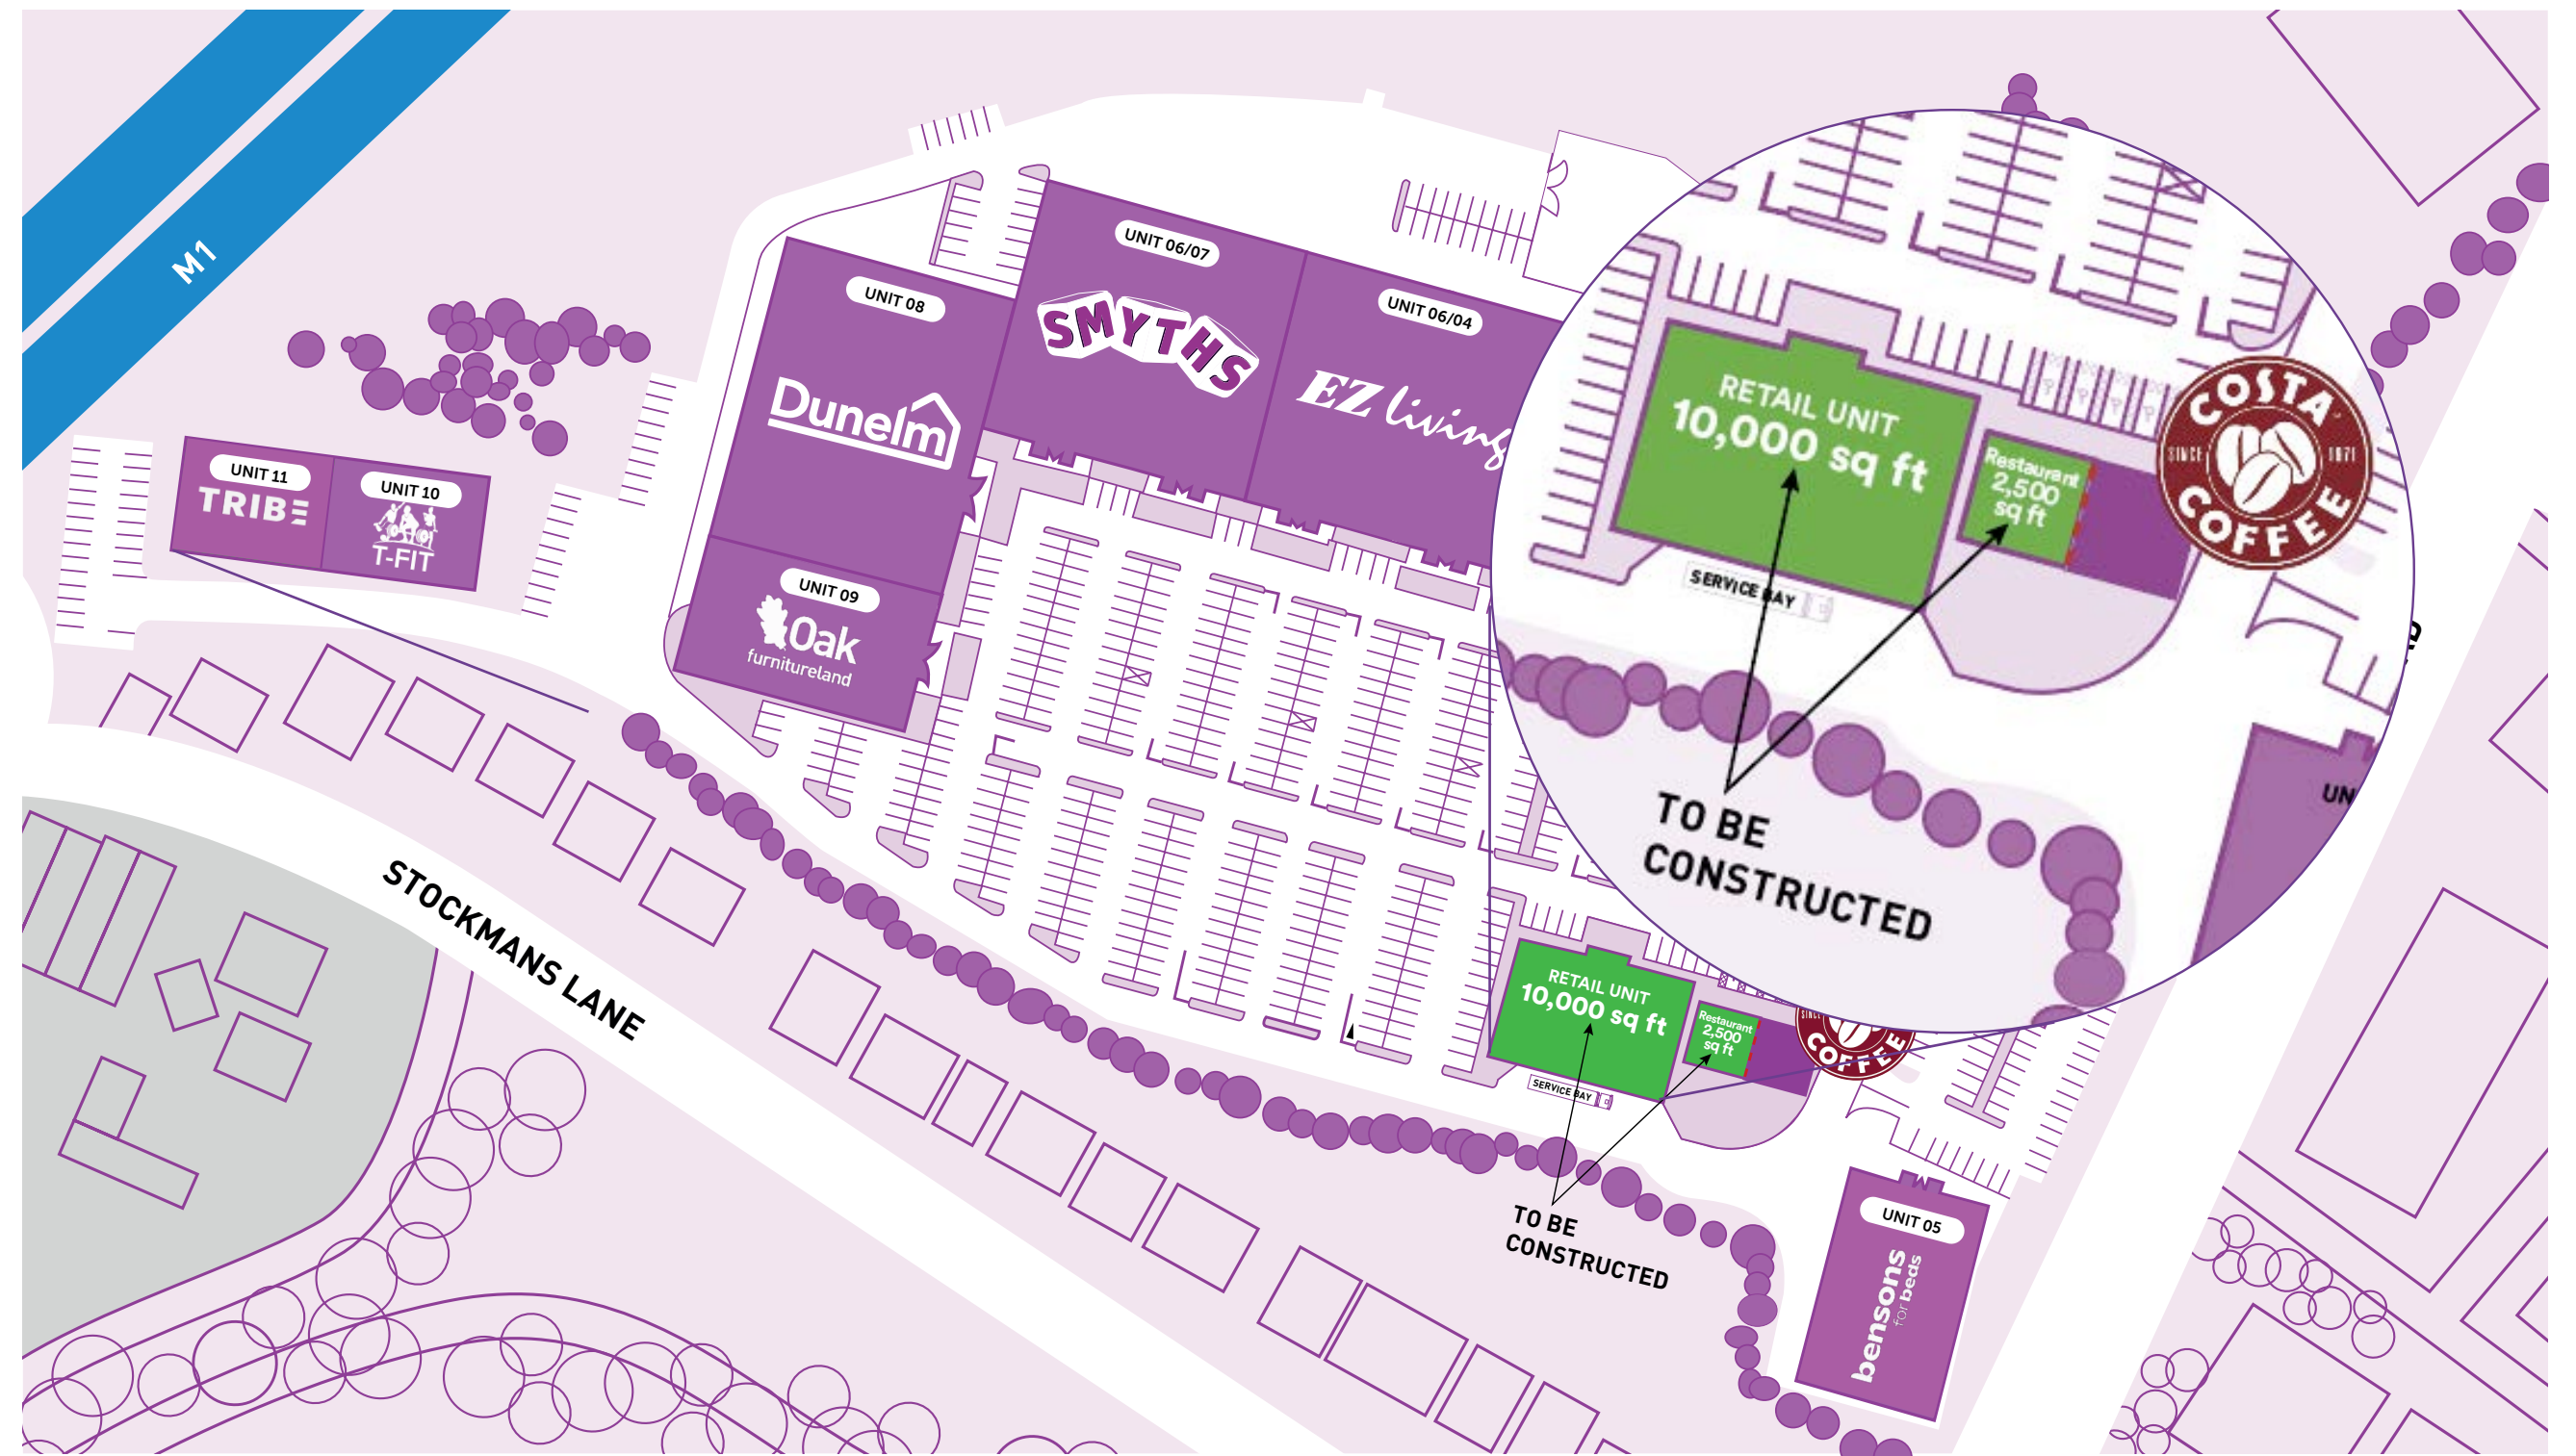 M1
UNIT 11
TRIBE
UNIT 10
T-FIT
UNIT 08
Dunelm
UNIT 09
Oak
furnitureland
UNIT 06/07
SMYTHS
UNIT 06/04
EZ living
RETAIL UNIT
10,000 sq ft
Restaurant
2,500
sq ft
SERVICE BAY
COSTA
SINCE 1971
COFFEE
TO BE
CONSTRUCTED
UN
STOCKMANS LANE
RETAIL UNIT
10,000 sq ft
Restaurant
2,500
sq ft
SERVICE BAY
COFFEE
TO BE
CONSTRUCTED
UNIT 05
bensons
for beds